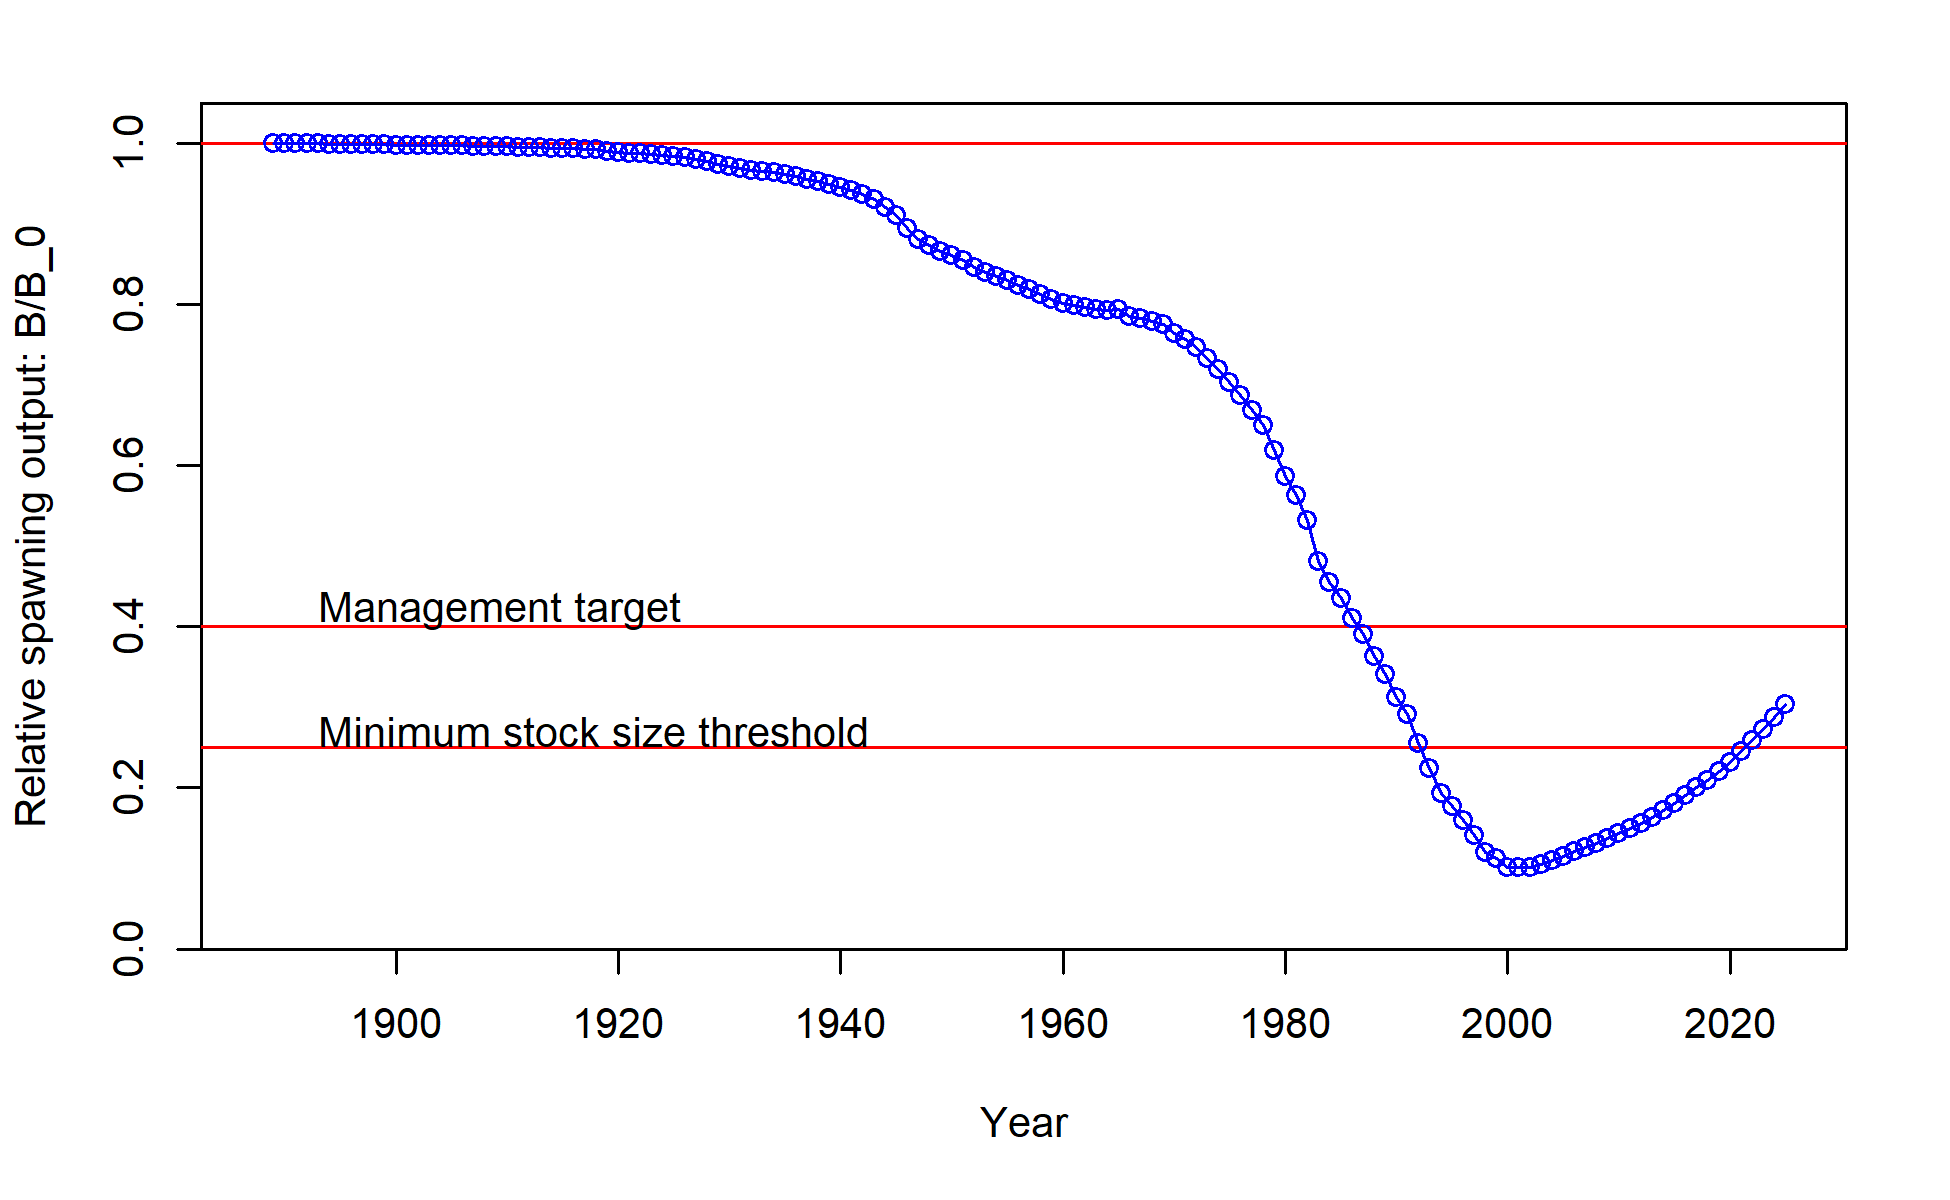 Relative spawning output: B/B_0
1.0
0.8
0.6
0.4
0.2
0.0
Management target
Minimum stock size threshold
1900 1920 1940 1960 1980 2000 2020
Year